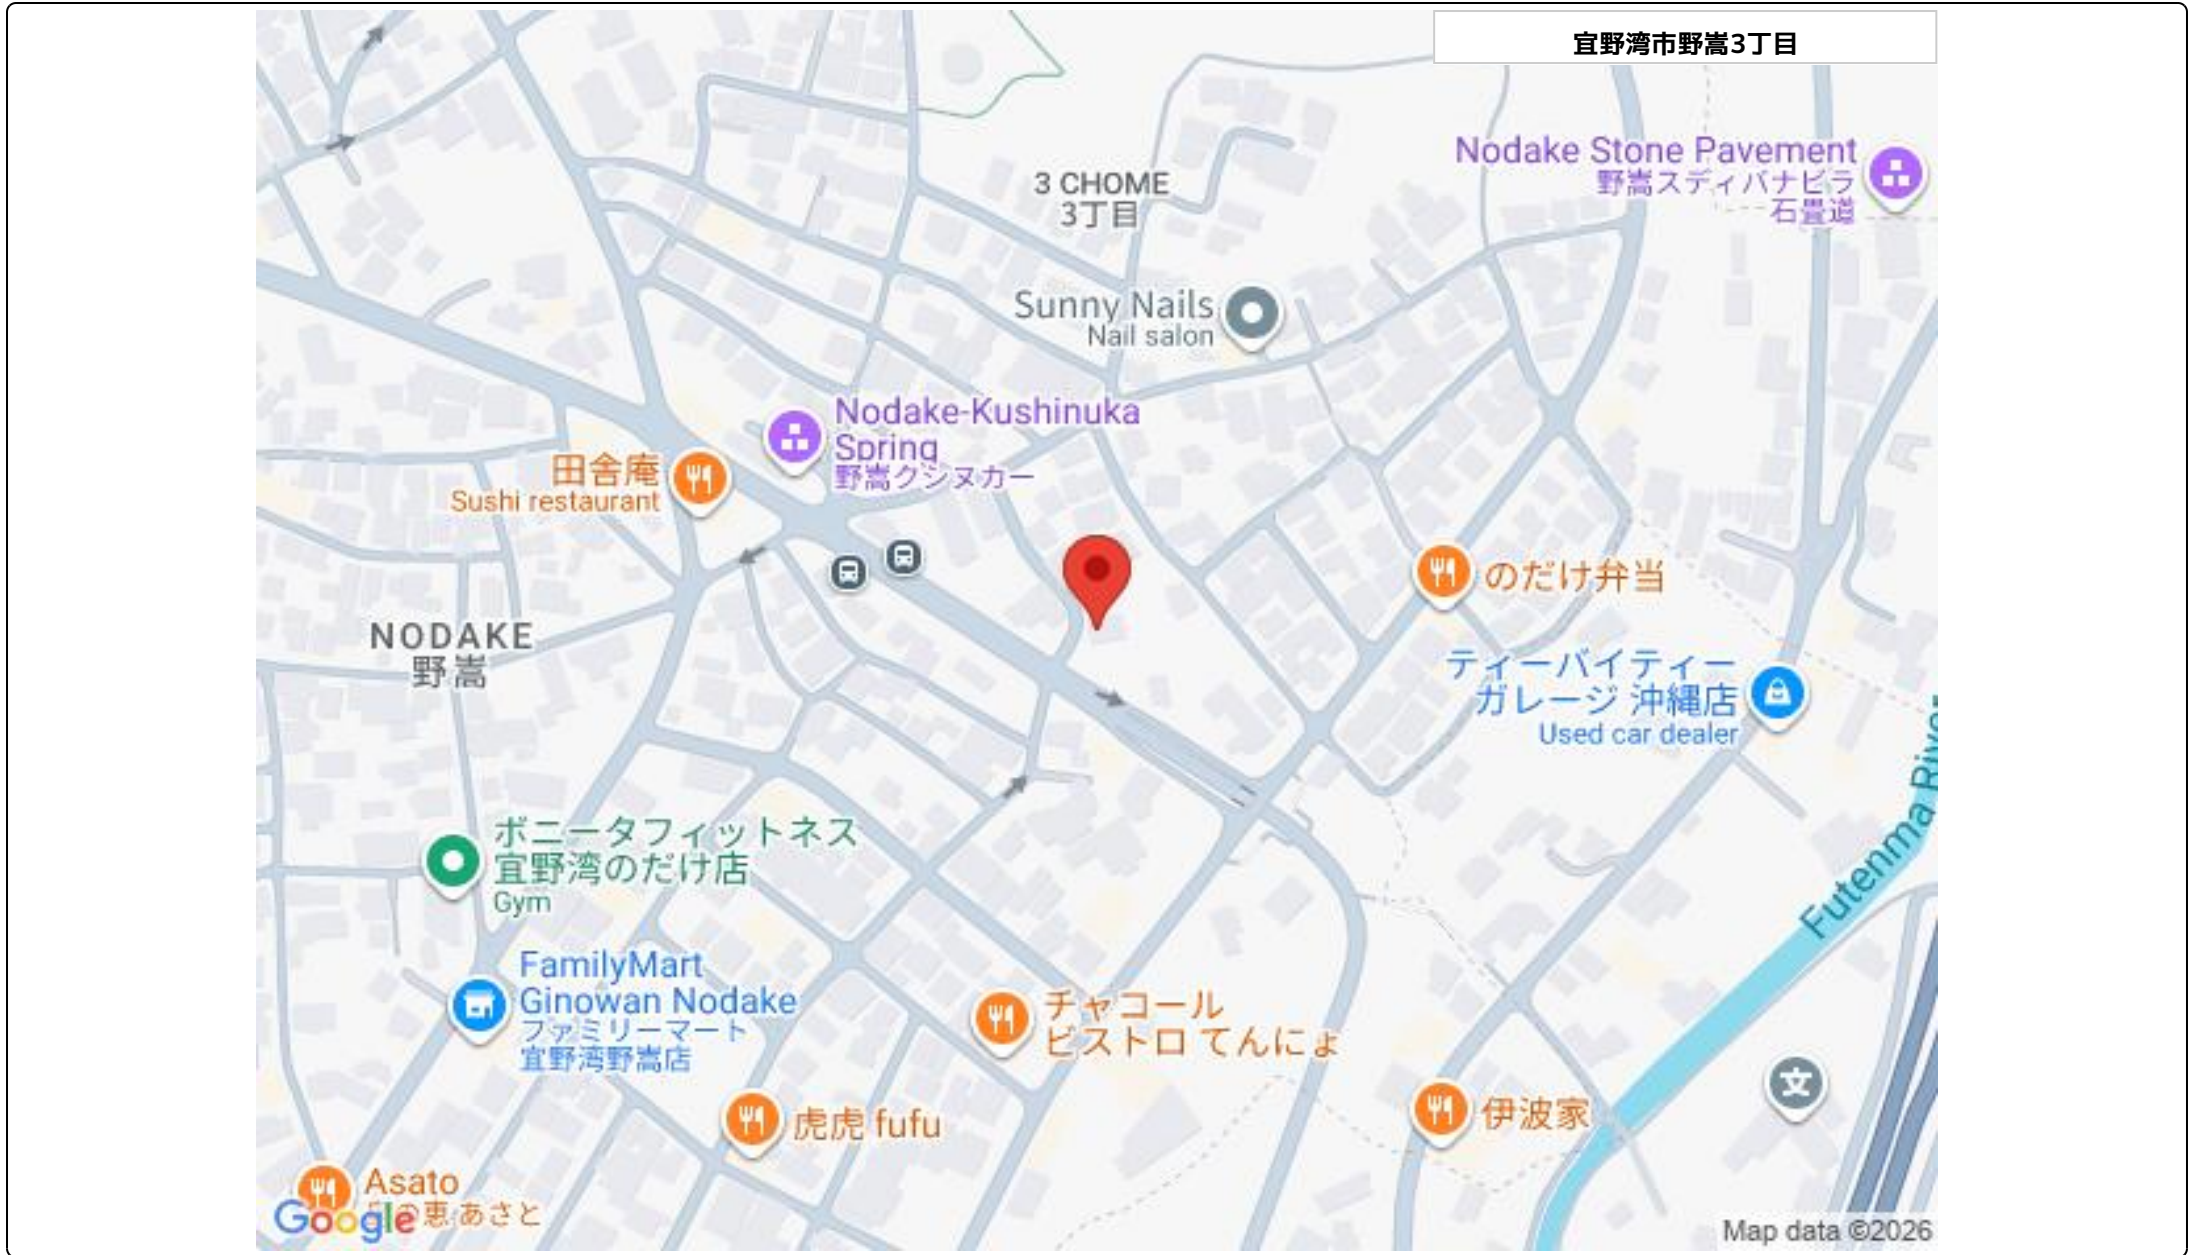 宜野湾市野嵩3丁目
Nodake Stone Pavement
野嵩スディバナビラ
石畳道
3 CHOME
3丁目
Sunny Nails
Nail salon
Nodake-Kushinuka
Spring
野嵩クシヌカー
田舎庵
Sushi restaurant
のだけ弁当
NODAKE
野嵩
ティーバイティー
ガレージ 沖縄店
Used car dealer
Futenma River
ボニータフィットネス
宜野湾のだけ店
Gym
FamilyMart
Ginowan Nodake
ファミリーマート
宜野湾野嵩店
チャコール
ビストロ てんにょ
文
虎虎 fufu
伊波家
Asato
の恵 あさと
Google
Map data ©2026